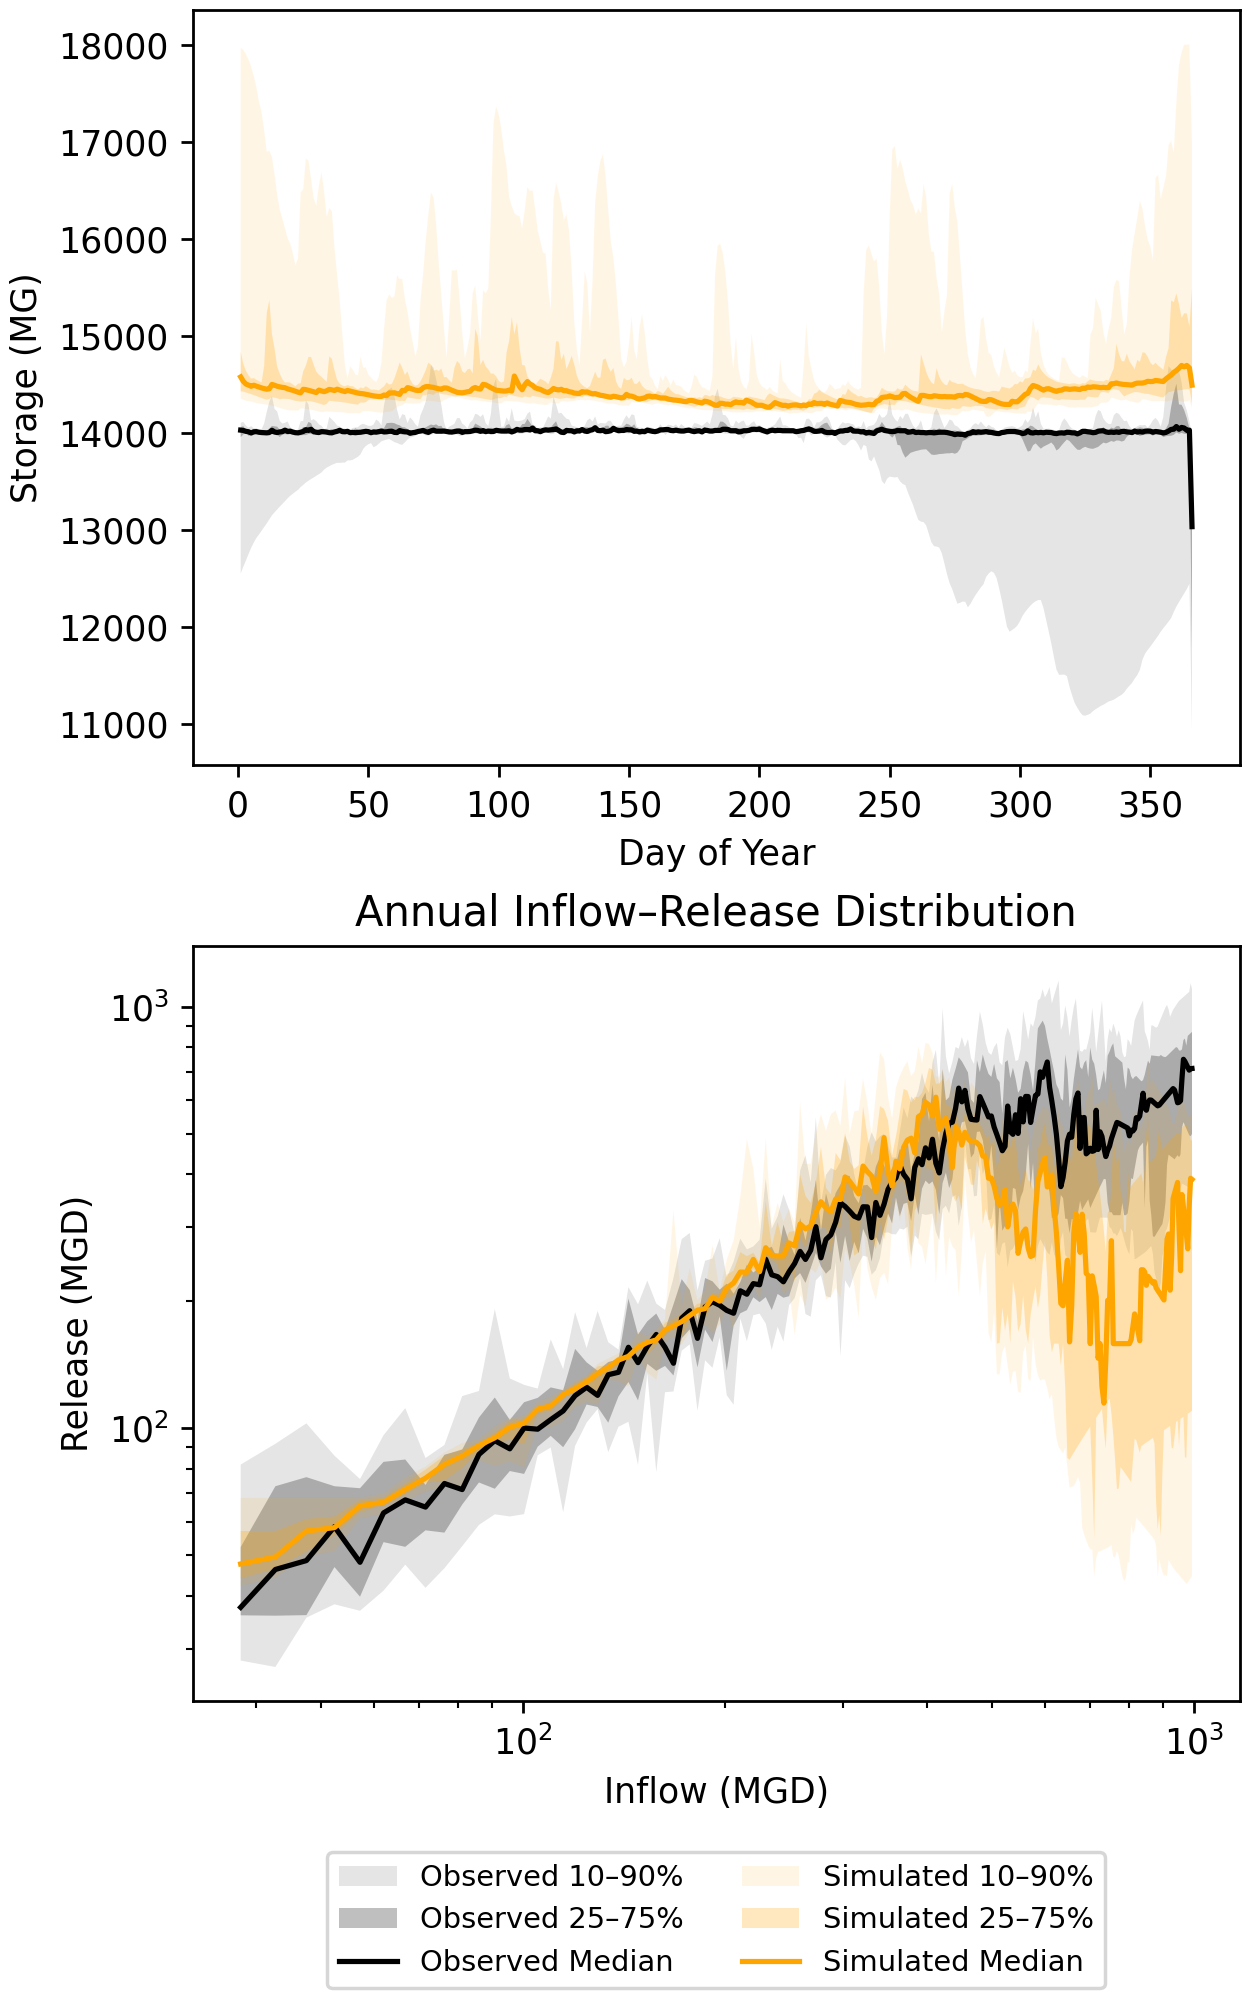 18000
17000
16000
15000
14000
13000
12000
11000
Storage (MG)
0 50 100 150 200 250 300 350
Day of Year
Annual Inflow–Release Distribution
10³
10²
Release (MGD)
10² 10³
Inflow (MGD)
Observed 10–90% Simulated 10–90%
Observed 25–75% Simulated 25–75%
Observed Median Simulated Median